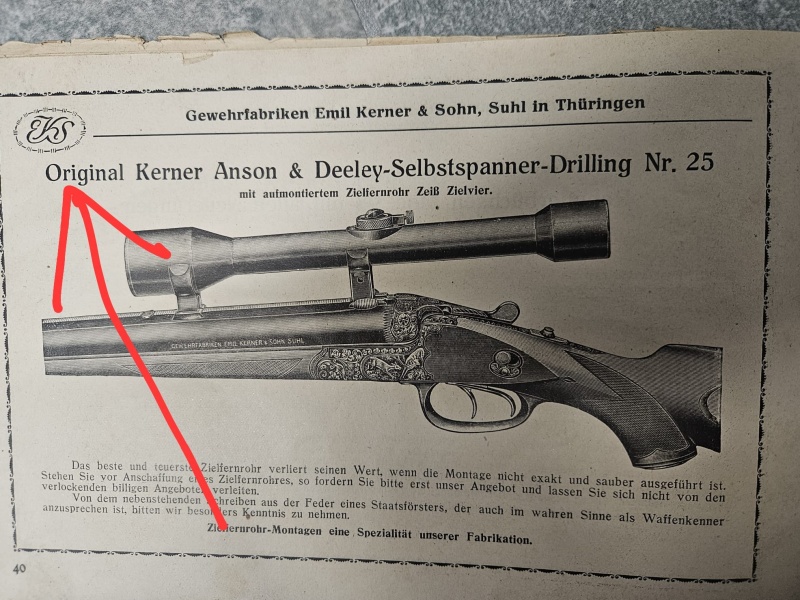 EKS
Gewehrfabriken Emil Kerner & Sohn, Suhl in Thüringen
Original Kerner Anson & Deeley-Selbstspanner-Drilling Nr. 25
mit aufmontiertem Zielfernrohr Zeiß Zielvier.
GEWEHRFABRIKEN EMIL KERNER & SOHN SUHL
Das beste und teuerste Zielfernrohr verliert seinen Wert, wenn die Montage nicht exakt und sauber ausgeführt ist.
Stehen Sie vor Anschaffung eines Zielfernrohres, so fordern Sie bitte erst unser Angebot und lassen Sie sich nicht von den
verlockenden billigen Angeboten verleiten.
Von dem nebenstehenden Schreiben aus der Feder eines Staatsförsters, der auch im wahren Sinne als Waffenkenner
anzusprechen ist, bitten wir besonders Kenntnis zu nehmen.
Zielfernrohr-Montagen eine Spezialität unserer Fabrikation.
40